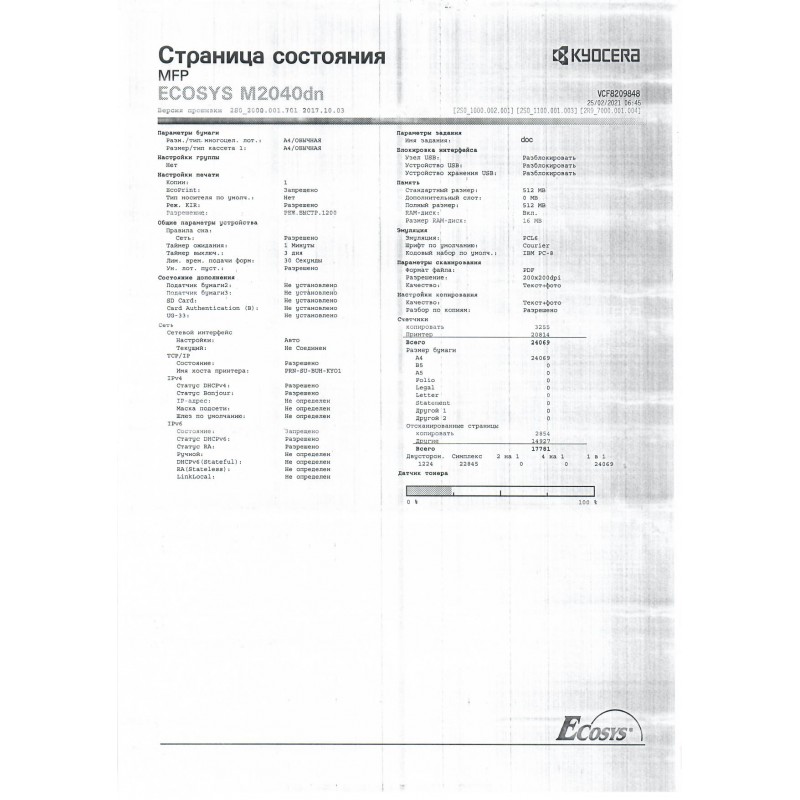 Страница состояния
KYOCERA
MFP
ECOSYS M2040dn
VCF8209848
25/02/2021 06:45
Версия прошивки 2S0_2000.001.701 2017.10.03
[2S0_1000.002.001] [2S0_1100.001.003] [2R0_7000.001.004]
Параметры бумаги
Разм./тип многоцел. лот.: A4/ОБЫЧНАЯ
Размер/тип кассета 1: A4/ОБЫЧНАЯ
Настройки группы
Нет
Настройки печати
Копии: 1
EcoPrint: Запрещено
Тип носителя по умолч.: Нет
Реж. KIR: Разрешено
Разрешение: РЕЖ.БЫСТР.1200
Общие параметры устройства
Правила сна:
Сеть: Разрешено
Таймер ожидания: 1 Минуты
Таймер выключ.: 3 дня
Лим. врем. подачи форм: 30 Секунды
Ун. лот. пуст.: Разрешено
Состояние дополнения
Податчик бумаги2: Не установлено
Податчик бумаги3: Не установлено
SD Card: Не установлено
Card Authentication (B): Не установлено
UG-33: Не установлено
Сеть
Сетевой интерфейс
Настройки: Авто
Текущий: Не Соединен
TCP/IP
Состояние: Разрешено
Имя хоста принтера: PRN-SU-BUH-KYO1
IPv4
Статус DHCPv4: Разрешено
Статус Bonjour: Разрешено
IP-адрес: Не определен
Маска подсети: Не определен
Шлюз по умолчанию: Не определен
IPv6
Состояние: Запрещено
Статус DHCPv6: Разрешено
Статус RA: Разрешено
Ручной: Не определен
DHCPv6(Stateful): Не определен
RA(Stateless): Не определен
LinkLocal: Не определен
Параметры задания
Имя задания: doc
Блокировка интерфейса
Узел USB: Разблокировать
Устройство USB: Разблокировать
Устройство хранения USB: Разблокировать
Память
Стандартный размер: 512 MB
Дополнительный слот: 0 MB
Полный размер: 512 MB
RAM-диск: Вкл.
Размер RAM-диск: 16 MB
Эмуляция
Эмуляция: PCL6
Шрифт по умолчанию: Courier
Кодовый набор по умолч.: IBM PC-8
Параметры сканирования
Формат файла: PDF
Разрешение: 200x200dpi
Качество: Текст+фото
Настройки копирования
Качество: Текст+фото
Разбор по копиям: Разрешено
Счетчики
копировать 3255
Принтер 20814
Всего 24069
Размер бумаги
A4 24069
B5 0
A5 0
Folio 0
Legal 0
Letter 0
Statement 0
Другой 1 0
Другой 2 0
Отсканированные страницы
копировать 2854
Другие 14927
Всего 17781
Двусторон. Симплекс 2 на 1 4 на 1 1 в 1
1224 22845 0 0 24069
Датчик тонера
0 % 100 %
ECOSYS